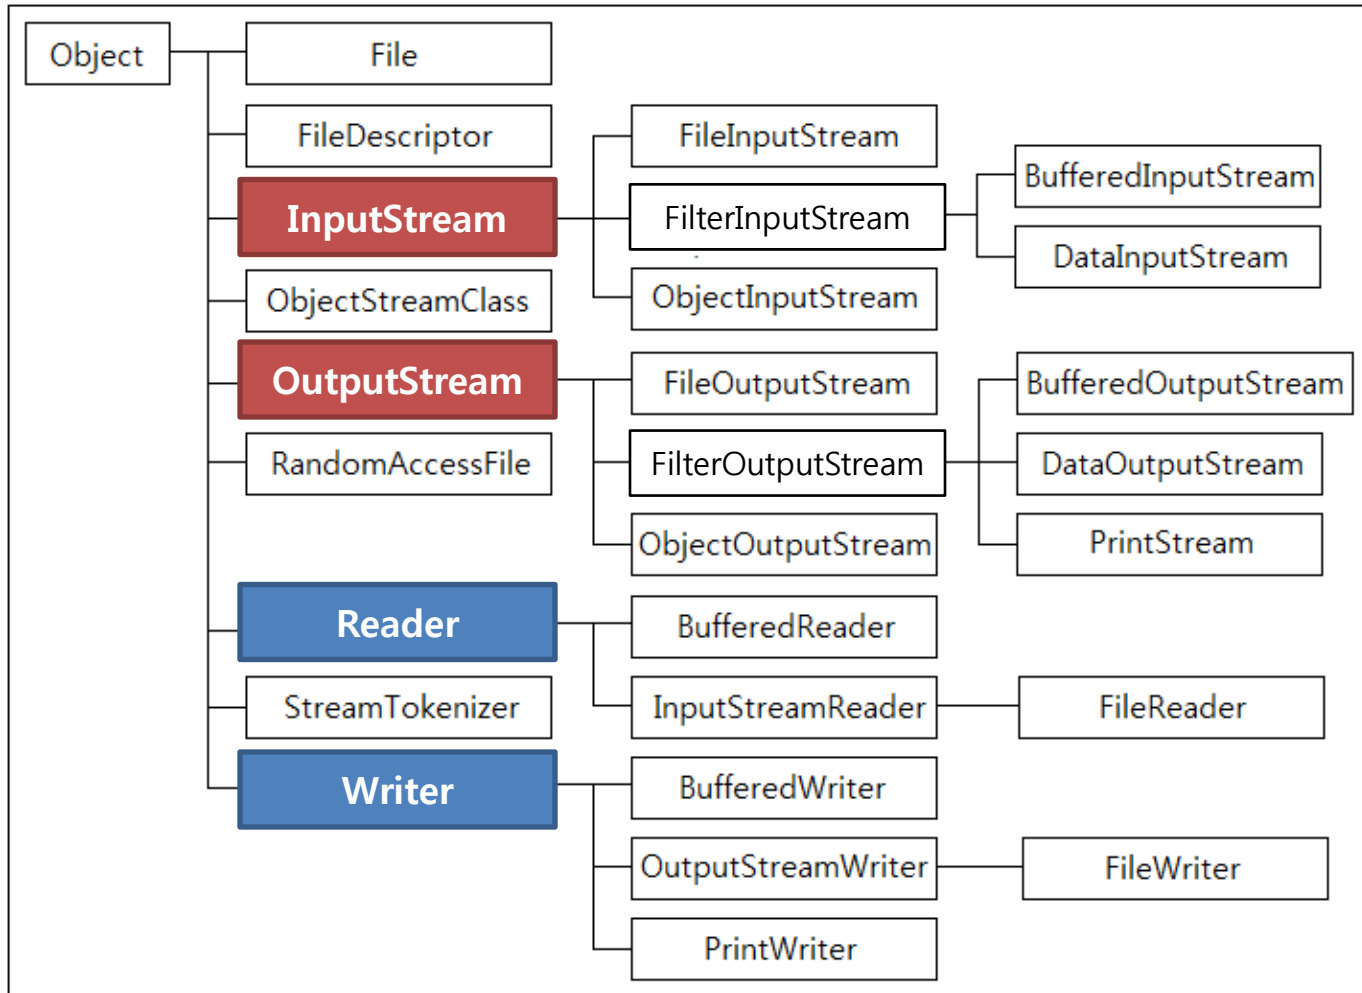 Object
File
FileDescriptor
FileInputStream
BufferedInputStream
InputStream
FilterInputStream
DataInputStream
ObjectStreamClass
ObjectInputStream
OutputStream
FileOutputStream
BufferedOutputStream
RandomAccessFile
FilterOutputStream
DataOutputStream
ObjectOutputStream
PrintStream
Reader
BufferedReader
StreamTokenizer
InputStreamReader
FileReader
Writer
BufferedWriter
OutputStreamWriter
FileWriter
PrintWriter